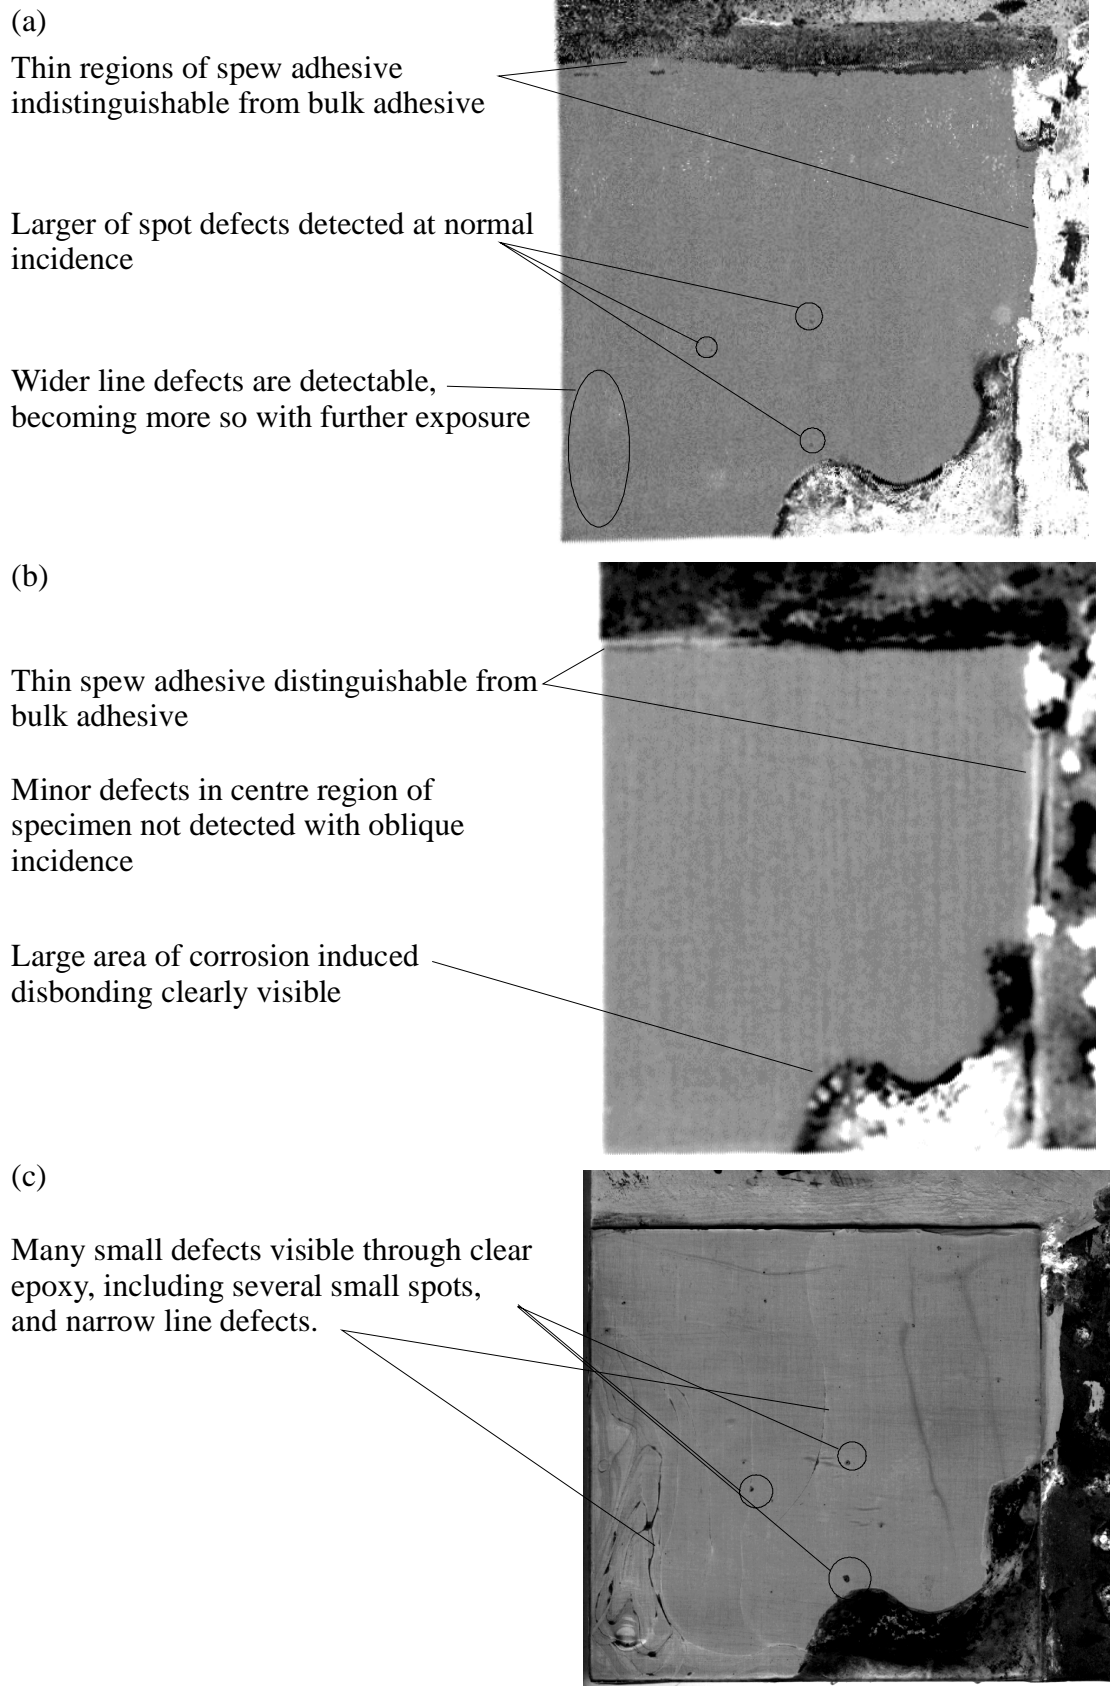 (a)
Thin regions of spew adhesive
indistinguishable from bulk adhesive
Larger of spot defects detected at normal
incidence
Wider line defects are detectable,
becoming more so with further exposure
(b)
Thin spew adhesive distinguishable from
bulk adhesive
Minor defects in centre region of
specimen not detected with oblique
incidence
Large area of corrosion induced
disbonding clearly visible
(c)
Many small defects visible through clear
epoxy, including several small spots,
and narrow line defects.